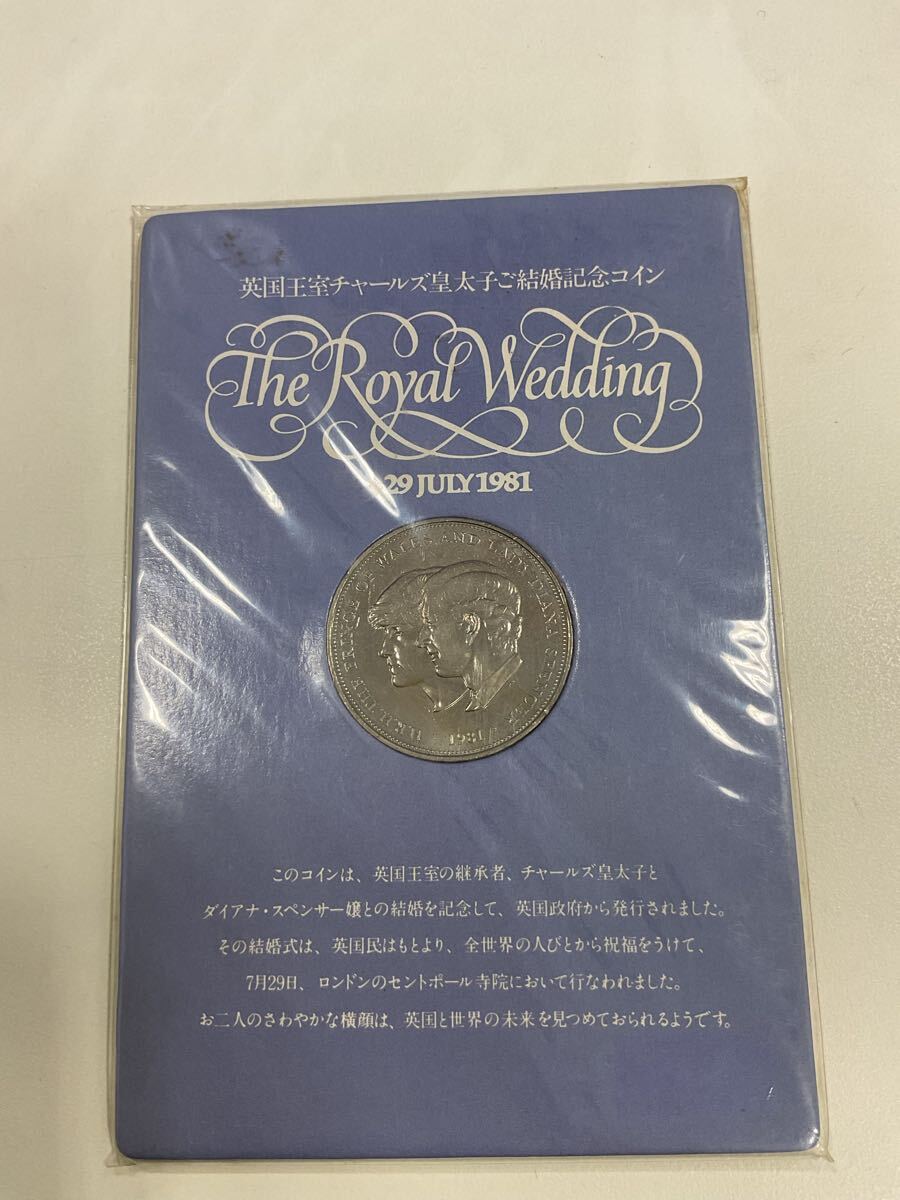 英国王室チャールズ皇太子ご結婚記念コイン
The Royal Wedding
29 JULY 1981
H.R.H. THE PRINCE OF WALES AND LADY DIANA SPENCER
1981
このコインは、英国王室の継承者、チャールズ皇太子と
ダイアナ・スペンサー嬢との結婚を記念して、英国政府から発行されました。
その結婚式は、英国民はもとより、全世界の人びとから祝福をうけて、
7月29日、ロンドンのセントポール寺院において行なわれました。
お二人のさわやかな横顔は、英国と世界の未来を見つめておられるようです。